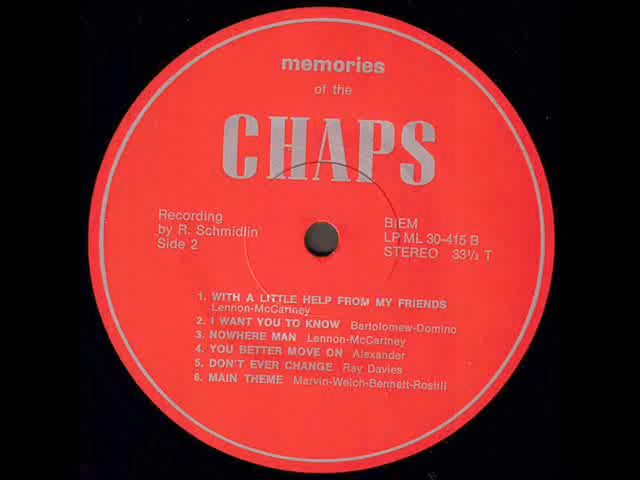 memories
of the
CHAPS
Recording
by R. Schmidlin
Side 2
BIEM
LP ML 30-415 B
STEREO 33⅓ T
1. WITH A LITTLE HELP FROM MY FRIENDS
Lennon-McCartney
2. I WANT YOU TO KNOW Bartolomew-Domino
3. NOWHERE MAN Lennon-McCartney
4. YOU BETTER MOVE ON Alexander
5. DON'T EVER CHANGE Ray Davies
6. MAIN THEME Marvin-Welch-Bennett-Rostill